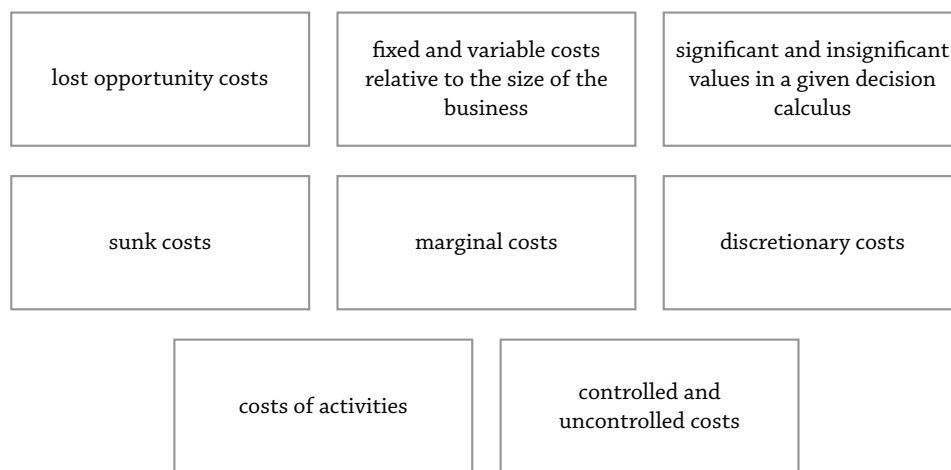 lost opportunity costs
fixed and variable costs
relative to the size of the
business
significant and insignificant
values in a given decision
calculus
sunk costs
marginal costs
discretionary costs
costs of activities
controlled and
uncontrolled costs